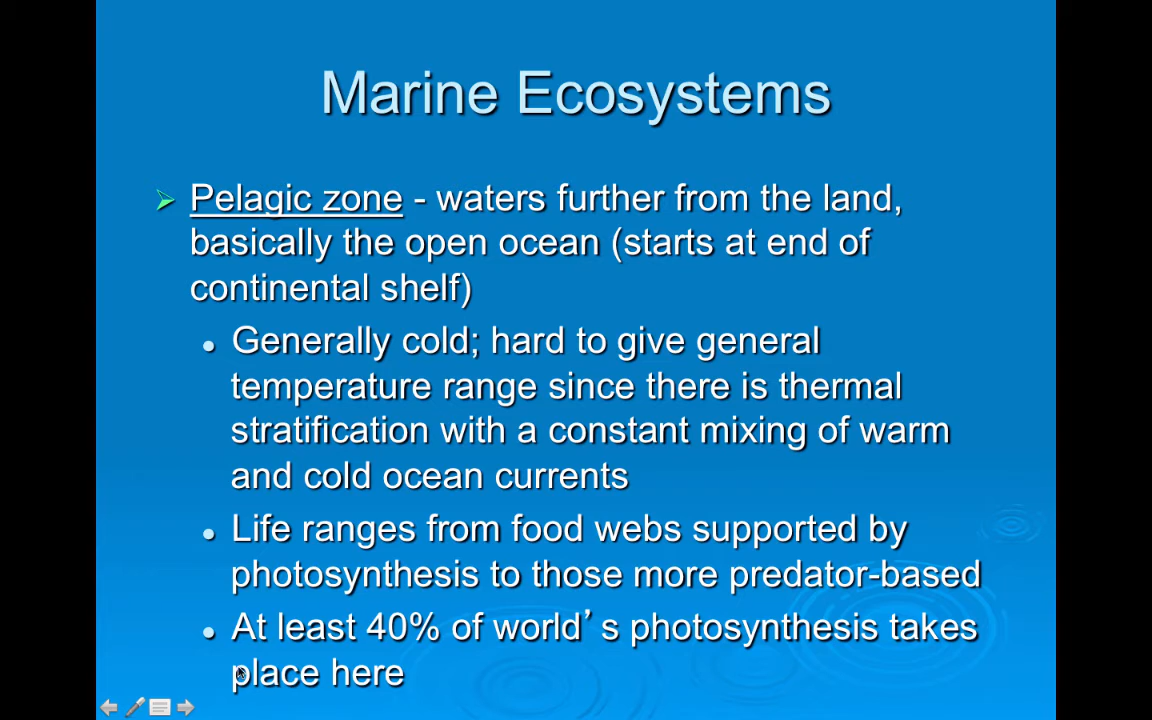 Marine Ecosystems
Pelagic zone - waters further from the land,
basically the open ocean (starts at end of
continental shelf)
Generally cold; hard to give general
temperature range since there is thermal
stratification with a constant mixing of warm
and cold ocean currents
Life ranges from food webs supported by
photosynthesis to those more predator-based
At least 40% of world’s photosynthesis takes
place here